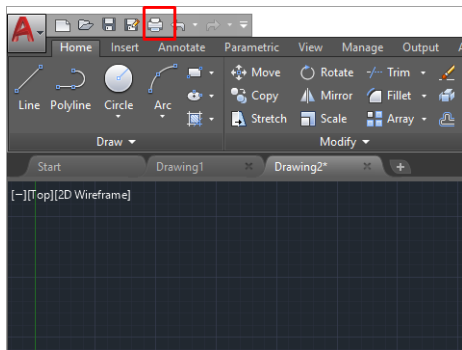 A
Home Insert Annotate Parametric View Manage Output A
Line Polyline Circle Arc
Move Rotate Trim
Copy Mirror Fillet
Stretch Scale Array
Draw Modify
Start Drawing1 Drawing2*
[−][Top][2D Wireframe]